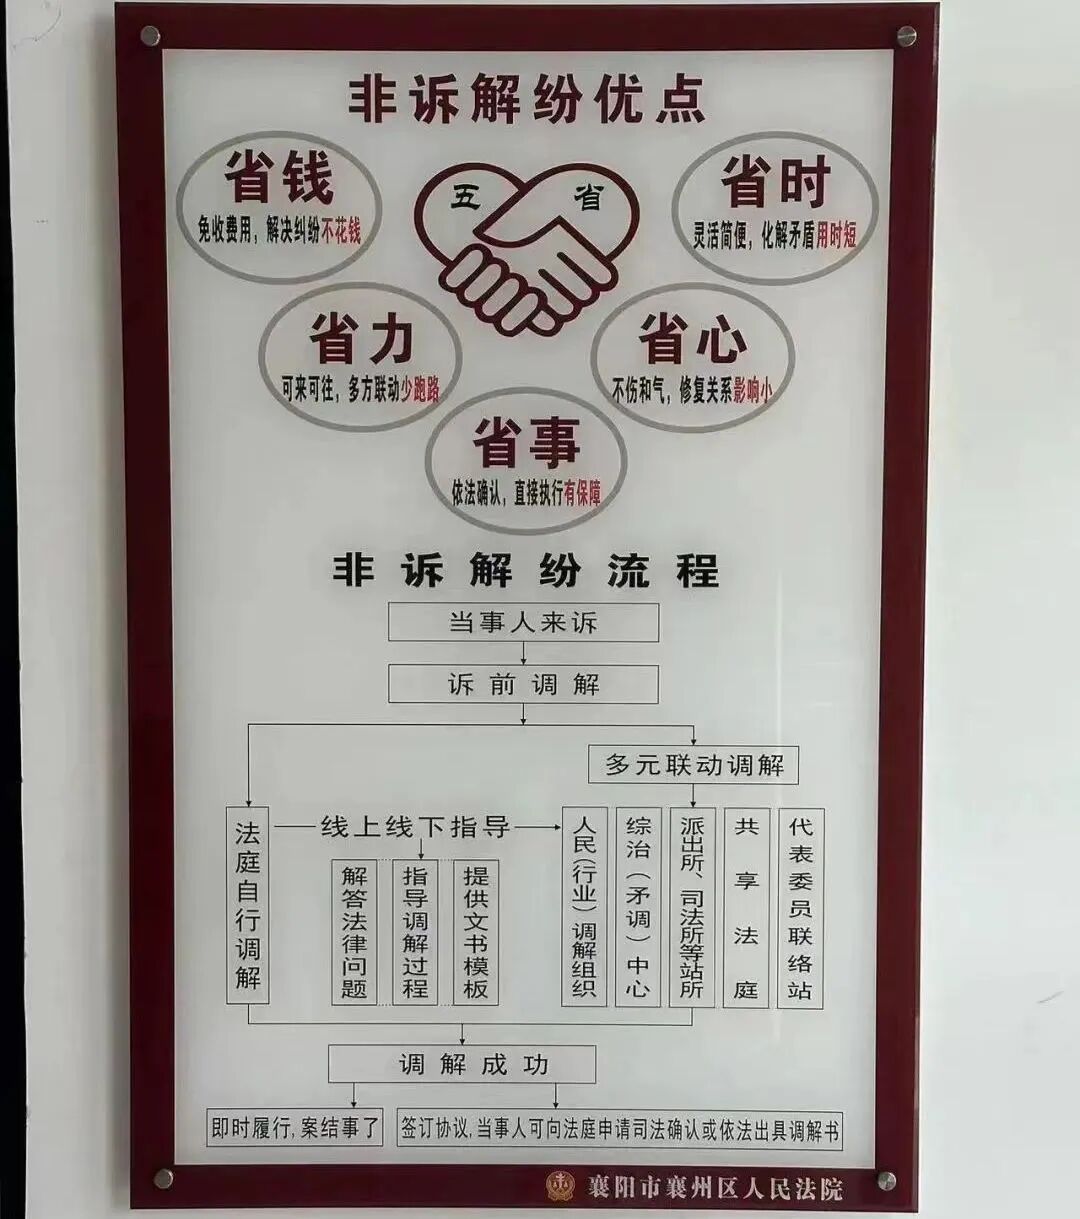 非诉解纷优点
五 省
省钱
免收费用，解决纠纷不花钱
省时
灵活简便，化解矛盾用时短
省力
可来可往，多方联动少跑路
省心
不伤和气，修复关系影响小
省事
依法确认，直接执行有保障
非诉解纷流程
当事人来诉
诉前调解
多元联动调解
法庭自行调解
线上线下指导
解答法律问题
指导调解过程
提供文书模板
人民(行业)调解组织
综治(矛调)中心
派出所、司法所等站所
共享法庭
代表委员联络站
调解成功
即时履行,案结事了
签订协议,当事人可向法庭申请司法确认或依法出具调解书
襄阳市襄州区人民法院